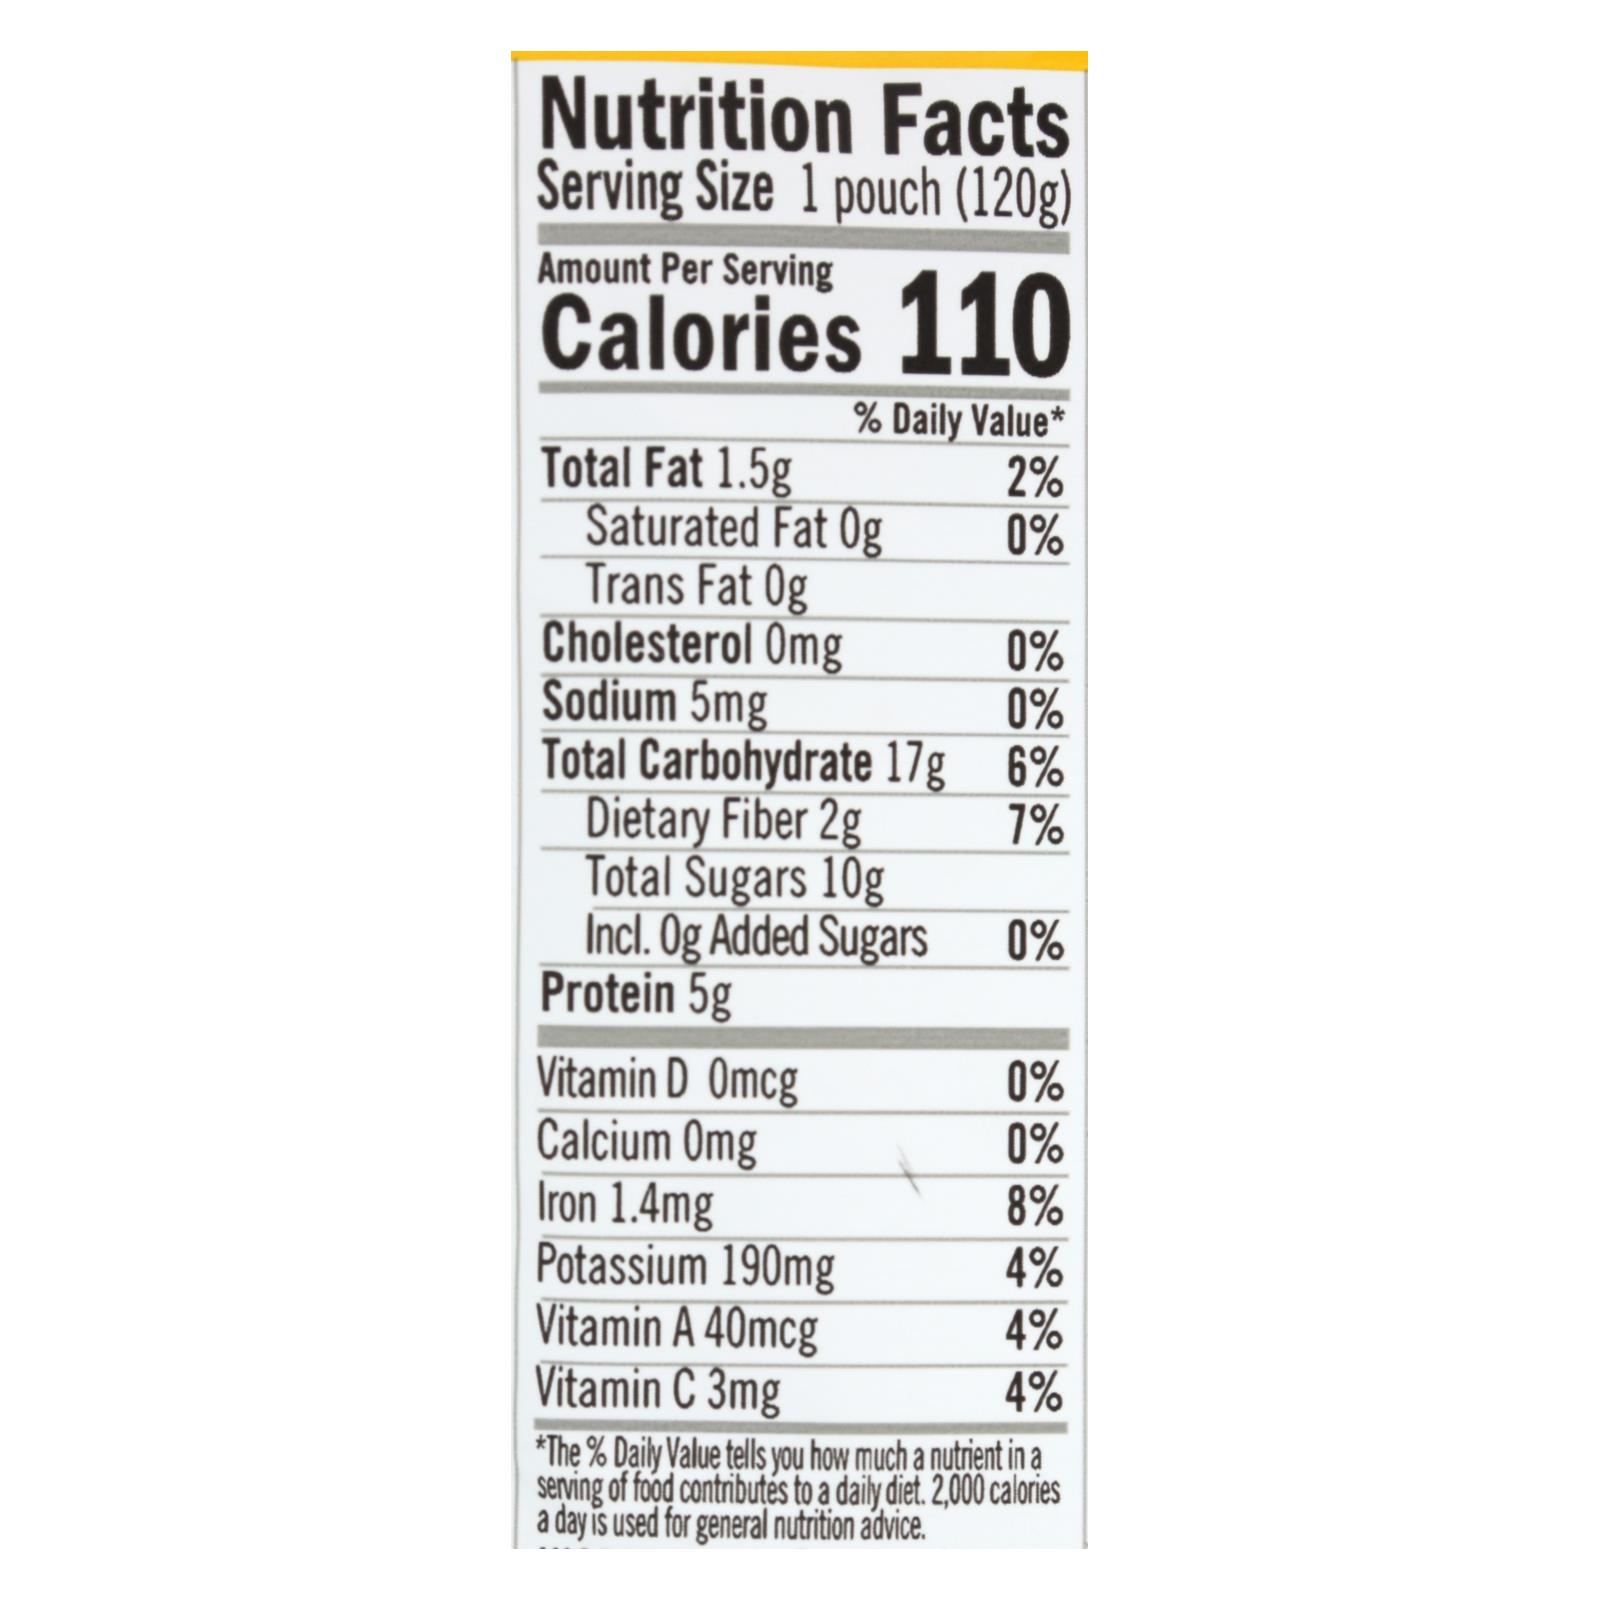 Nutrition Facts
Serving Size 1 pouch (120g)
Amount Per Serving
Calories 110
% Daily Value*
Total Fat 1.5g 2%
Saturated Fat 0g 0%
Trans Fat 0g
Cholesterol 0mg 0%
Sodium 5mg 0%
Total Carbohydrate 17g 6%
Dietary Fiber 2g 7%
Total Sugars 10g
Incl. 0g Added Sugars 0%
Protein 5g
Vitamin D 0mcg 0%
Calcium 0mg 0%
Iron 1.4mg 8%
Potassium 190mg 4%
Vitamin A 40mcg 4%
Vitamin C 3mg 4%
*The % Daily Value tells you how much a nutrient in a
serving of food contributes to a daily diet. 2,000 calories
a day is used for general nutrition advice.